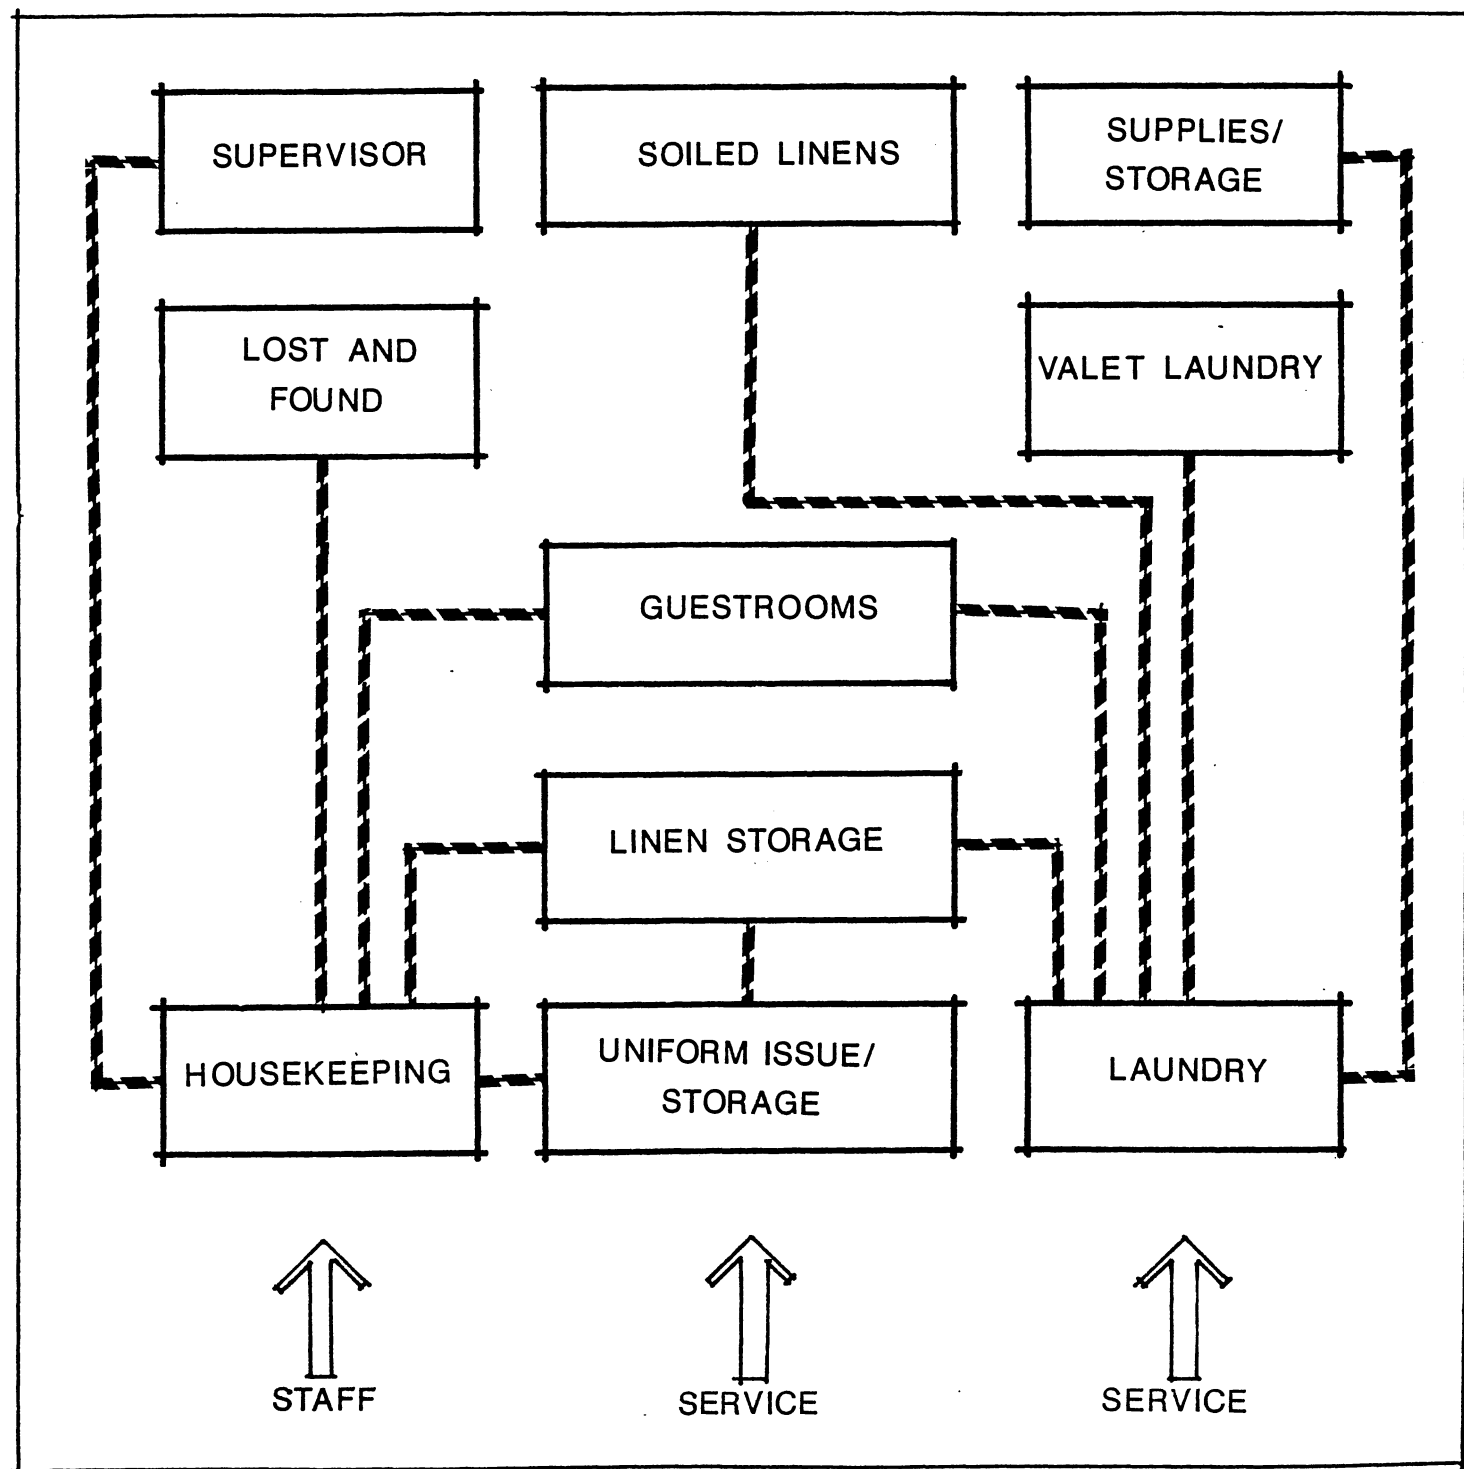 SUPERVISOR
SOILED LINENS
SUPPLIES/
STORAGE
LOST AND
FOUND
VALET LAUNDRY
GUESTROOMS
LINEN STORAGE
HOUSEKEEPING
UNIFORM ISSUE/
STORAGE
LAUNDRY
STAFF
SERVICE
SERVICE